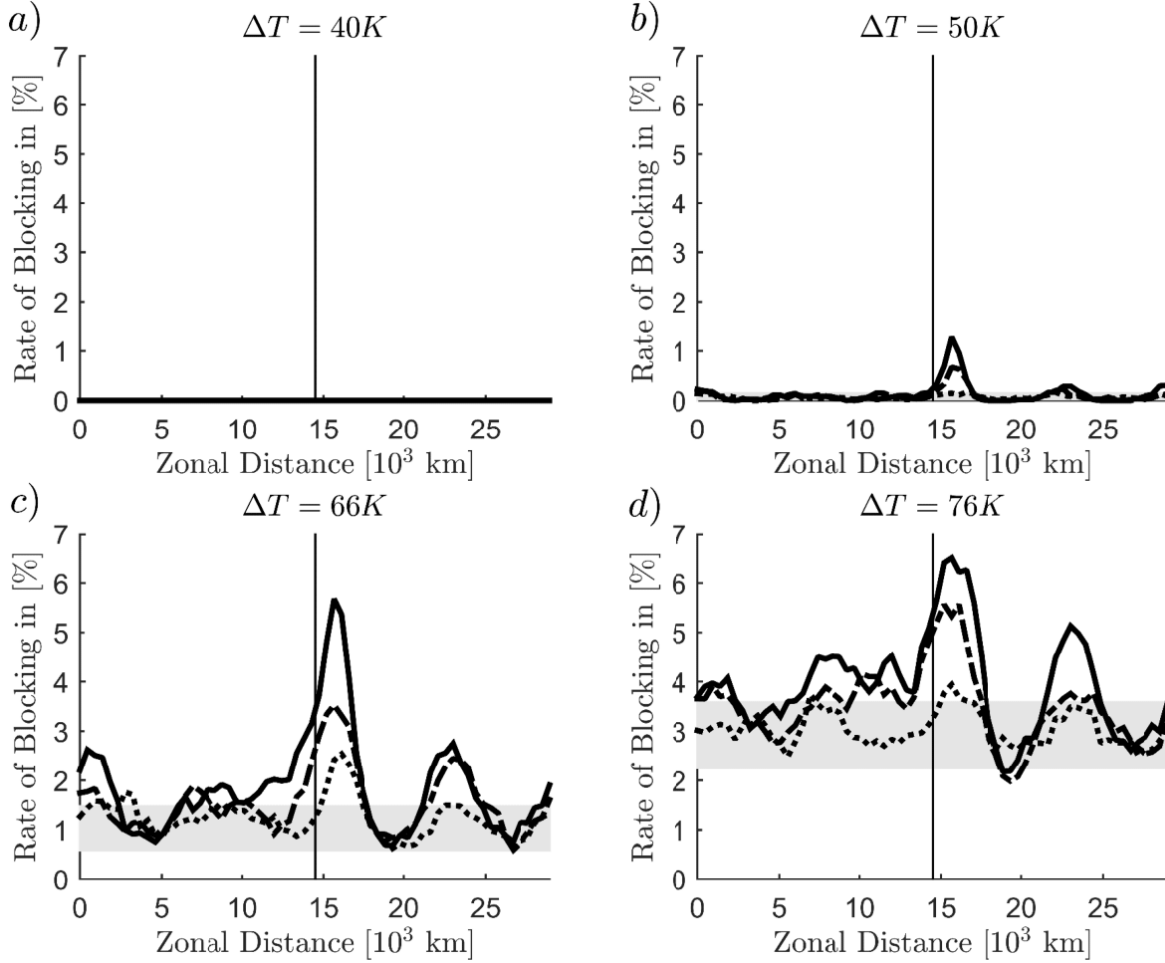 a)
ΔT = 40K
7
6
5
4
3
2
1
0
Rate of Blocking in [%]
0 5 10 15 20 25
Zonal Distance [10³ km]
b)
ΔT = 50K
7
6
5
4
3
2
1
0
Rate of Blocking in [%]
0 5 10 15 20 25
Zonal Distance [10³ km]
c)
ΔT = 66K
7
6
5
4
3
2
1
0
Rate of Blocking in [%]
0 5 10 15 20 25
Zonal Distance [10³ km]
d)
ΔT = 76K
7
6
5
4
3
2
1
0
Rate of Blocking in [%]
0 5 10 15 20 25
Zonal Distance [10³ km]